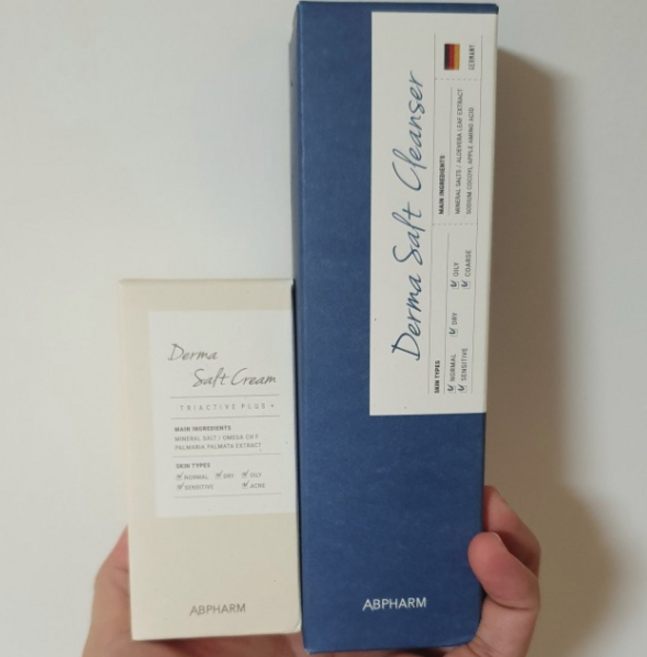 Derma
Salt Cream
TRIACTIVE PLUS +
MAIN INGREDIENTS
MINERAL SALT / OMEGA CH-7
PALMARIA PALMATA EXTRACT
SKIN TYPES
NORMAL DRY OILY
SENSITIVE ACNE
ABPHARM
Derma Salt Cleanser
SKIN TYPES
NORMAL DRY OILY
SENSITIVE COARSE
MAIN INGREDIENTS
MINERAL SALTS / ALOEVERA LEAF EXTRACT
SODIUM COCOYL APPLE AMINO ACID
GERMANY
ABPHARM